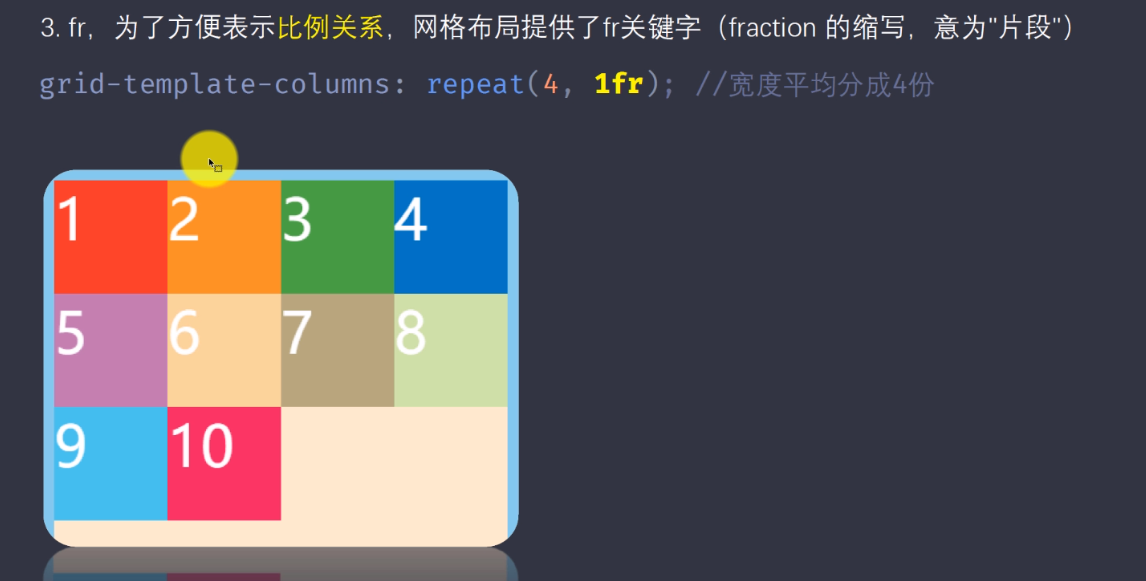 3. fr，为了方便表示比例关系，网格布局提供了fr关键字（fraction 的缩写，意为"片段"）
grid-template-columns: repeat(4, 1fr); //宽度平均分成4份
1 2 3 4
5 6 7 8
9 10